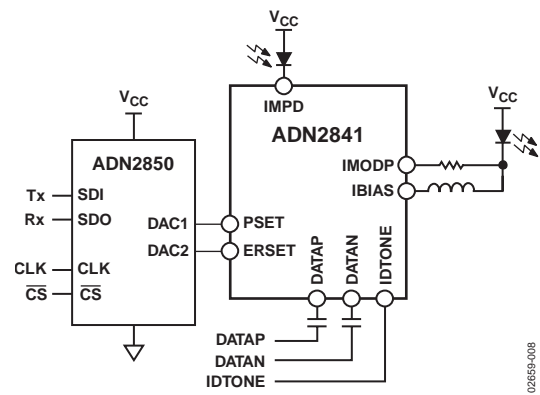 VCC
IMPD
VCC
ADN2841
VCC
ADN2850
IMODP
IBIAS
Tx SDI
Rx SDO
DAC1 PSET
DAC2 ERSET
CLK CLK
CS CS
DATAP
DATAN
IDTONE
DATAP
DATAN
IDTONE
02659-008